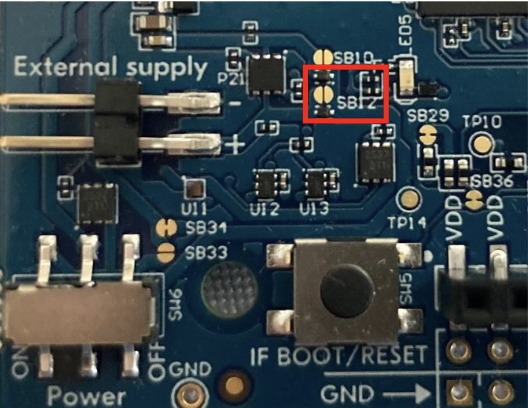 SB10
LED5
External supply
P21
-
SB12
+
SB29
TP10
SB36
U11
U12
U13
TP14
VDD
VDD
SB34
SB33
SW6
SW5
ON
OFF
GND
IF BOOT/RESET
Power
GND